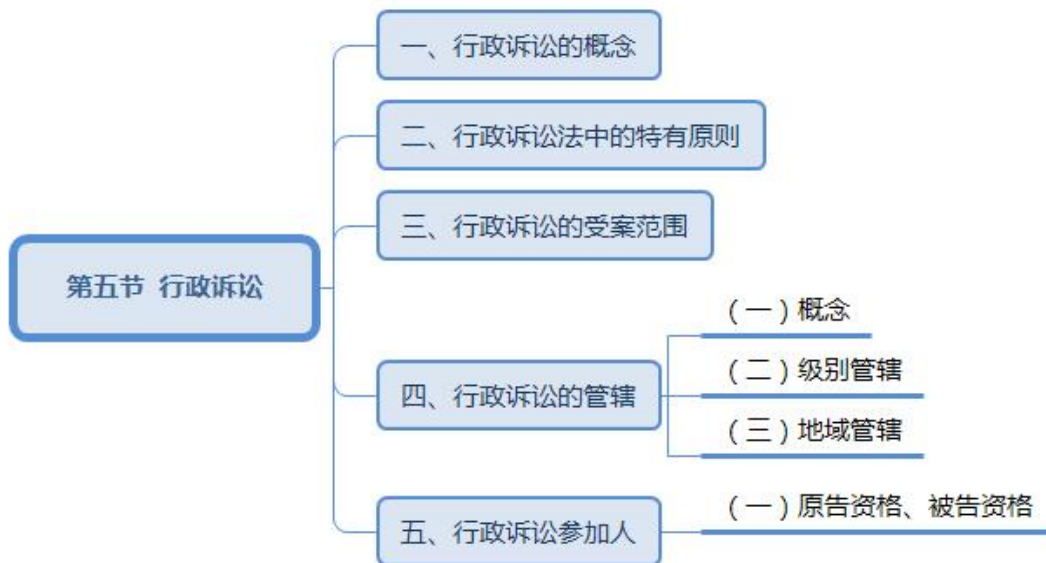 第五节 行政诉讼
一、行政诉讼的概念
二、行政诉讼法中的特有原则
三、行政诉讼的受案范围
四、行政诉讼的管辖
（一）概念
（二）级别管辖
（三）地域管辖
五、行政诉讼参加人
（一）原告资格、被告资格